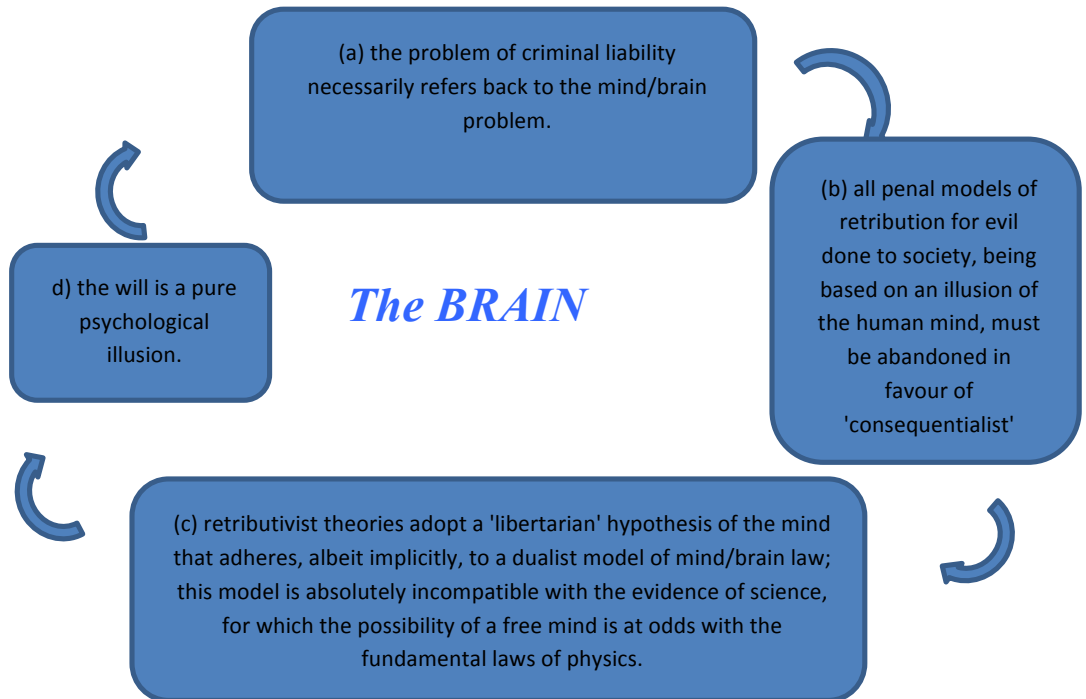 (a) the problem of criminal liability
necessarily refers back to the mind/brain
problem.
(b) all penal models of
retribution for evil
done to society, being
based on an illusion of
the human mind, must
be abandoned in
favour of
'consequentialist'
d) the will is a pure
psychological
illusion.
The BRAIN
(c) retributivist theories adopt a 'libertarian' hypothesis of the mind
that adheres, albeit implicitly, to a dualist model of mind/brain law;
this model is absolutely incompatible with the evidence of science,
for which the possibility of a free mind is at odds with the
fundamental laws of physics.